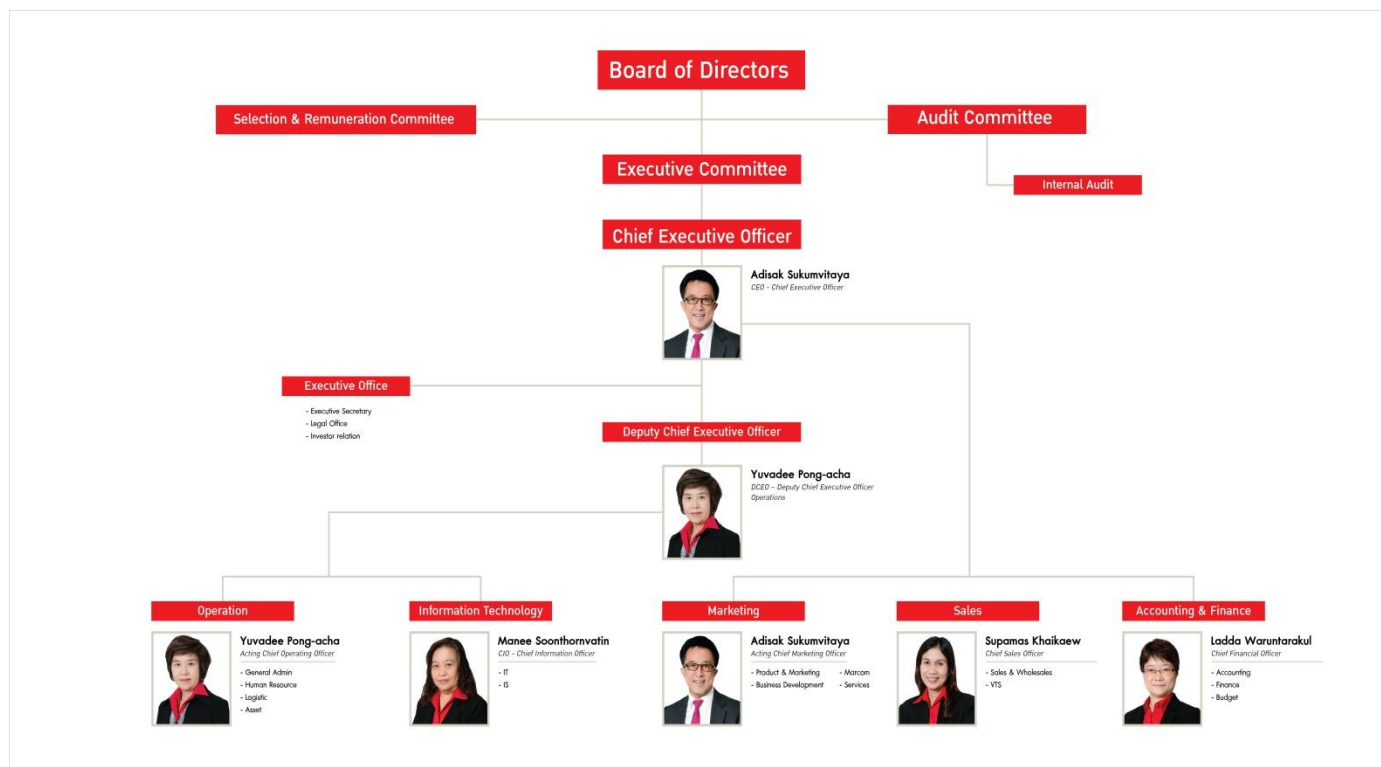 Board of Directors
Selection & Remuneration Committee
Audit Committee
Executive Committee
Internal Audit
Chief Executive Officer
Adisak Sukumvitaya
CEO - Chief Executive Officer
Executive Office
- Executive Secretary
- Legal Office
- Investor relation
Deputy Chief Executive Officer
Yuvadee Pong-acha
DCEO – Deputy Chief Executive Officer
Operations
Operation
Yuvadee Pong-acha
Acting Chief Operating Officer
- General Admin
- Human Resource
- Logistic
- Asset
Information Technology
Manee Soonthornvatin
CIO - Chief Information Officer
- IT
- IS
Marketing
Adisak Sukumvitaya
Acting Chief Marketing Officer
- Product & Marketing - Marcom
- Business Development - Services
Sales
Supamas Khaikaew
Chief Sales Officer
- Sales & Wholesales
- VTS
Accounting & Finance
Ladda Waruntarakul
Chief Financial Officer
- Accounting
- Finance
- Budget